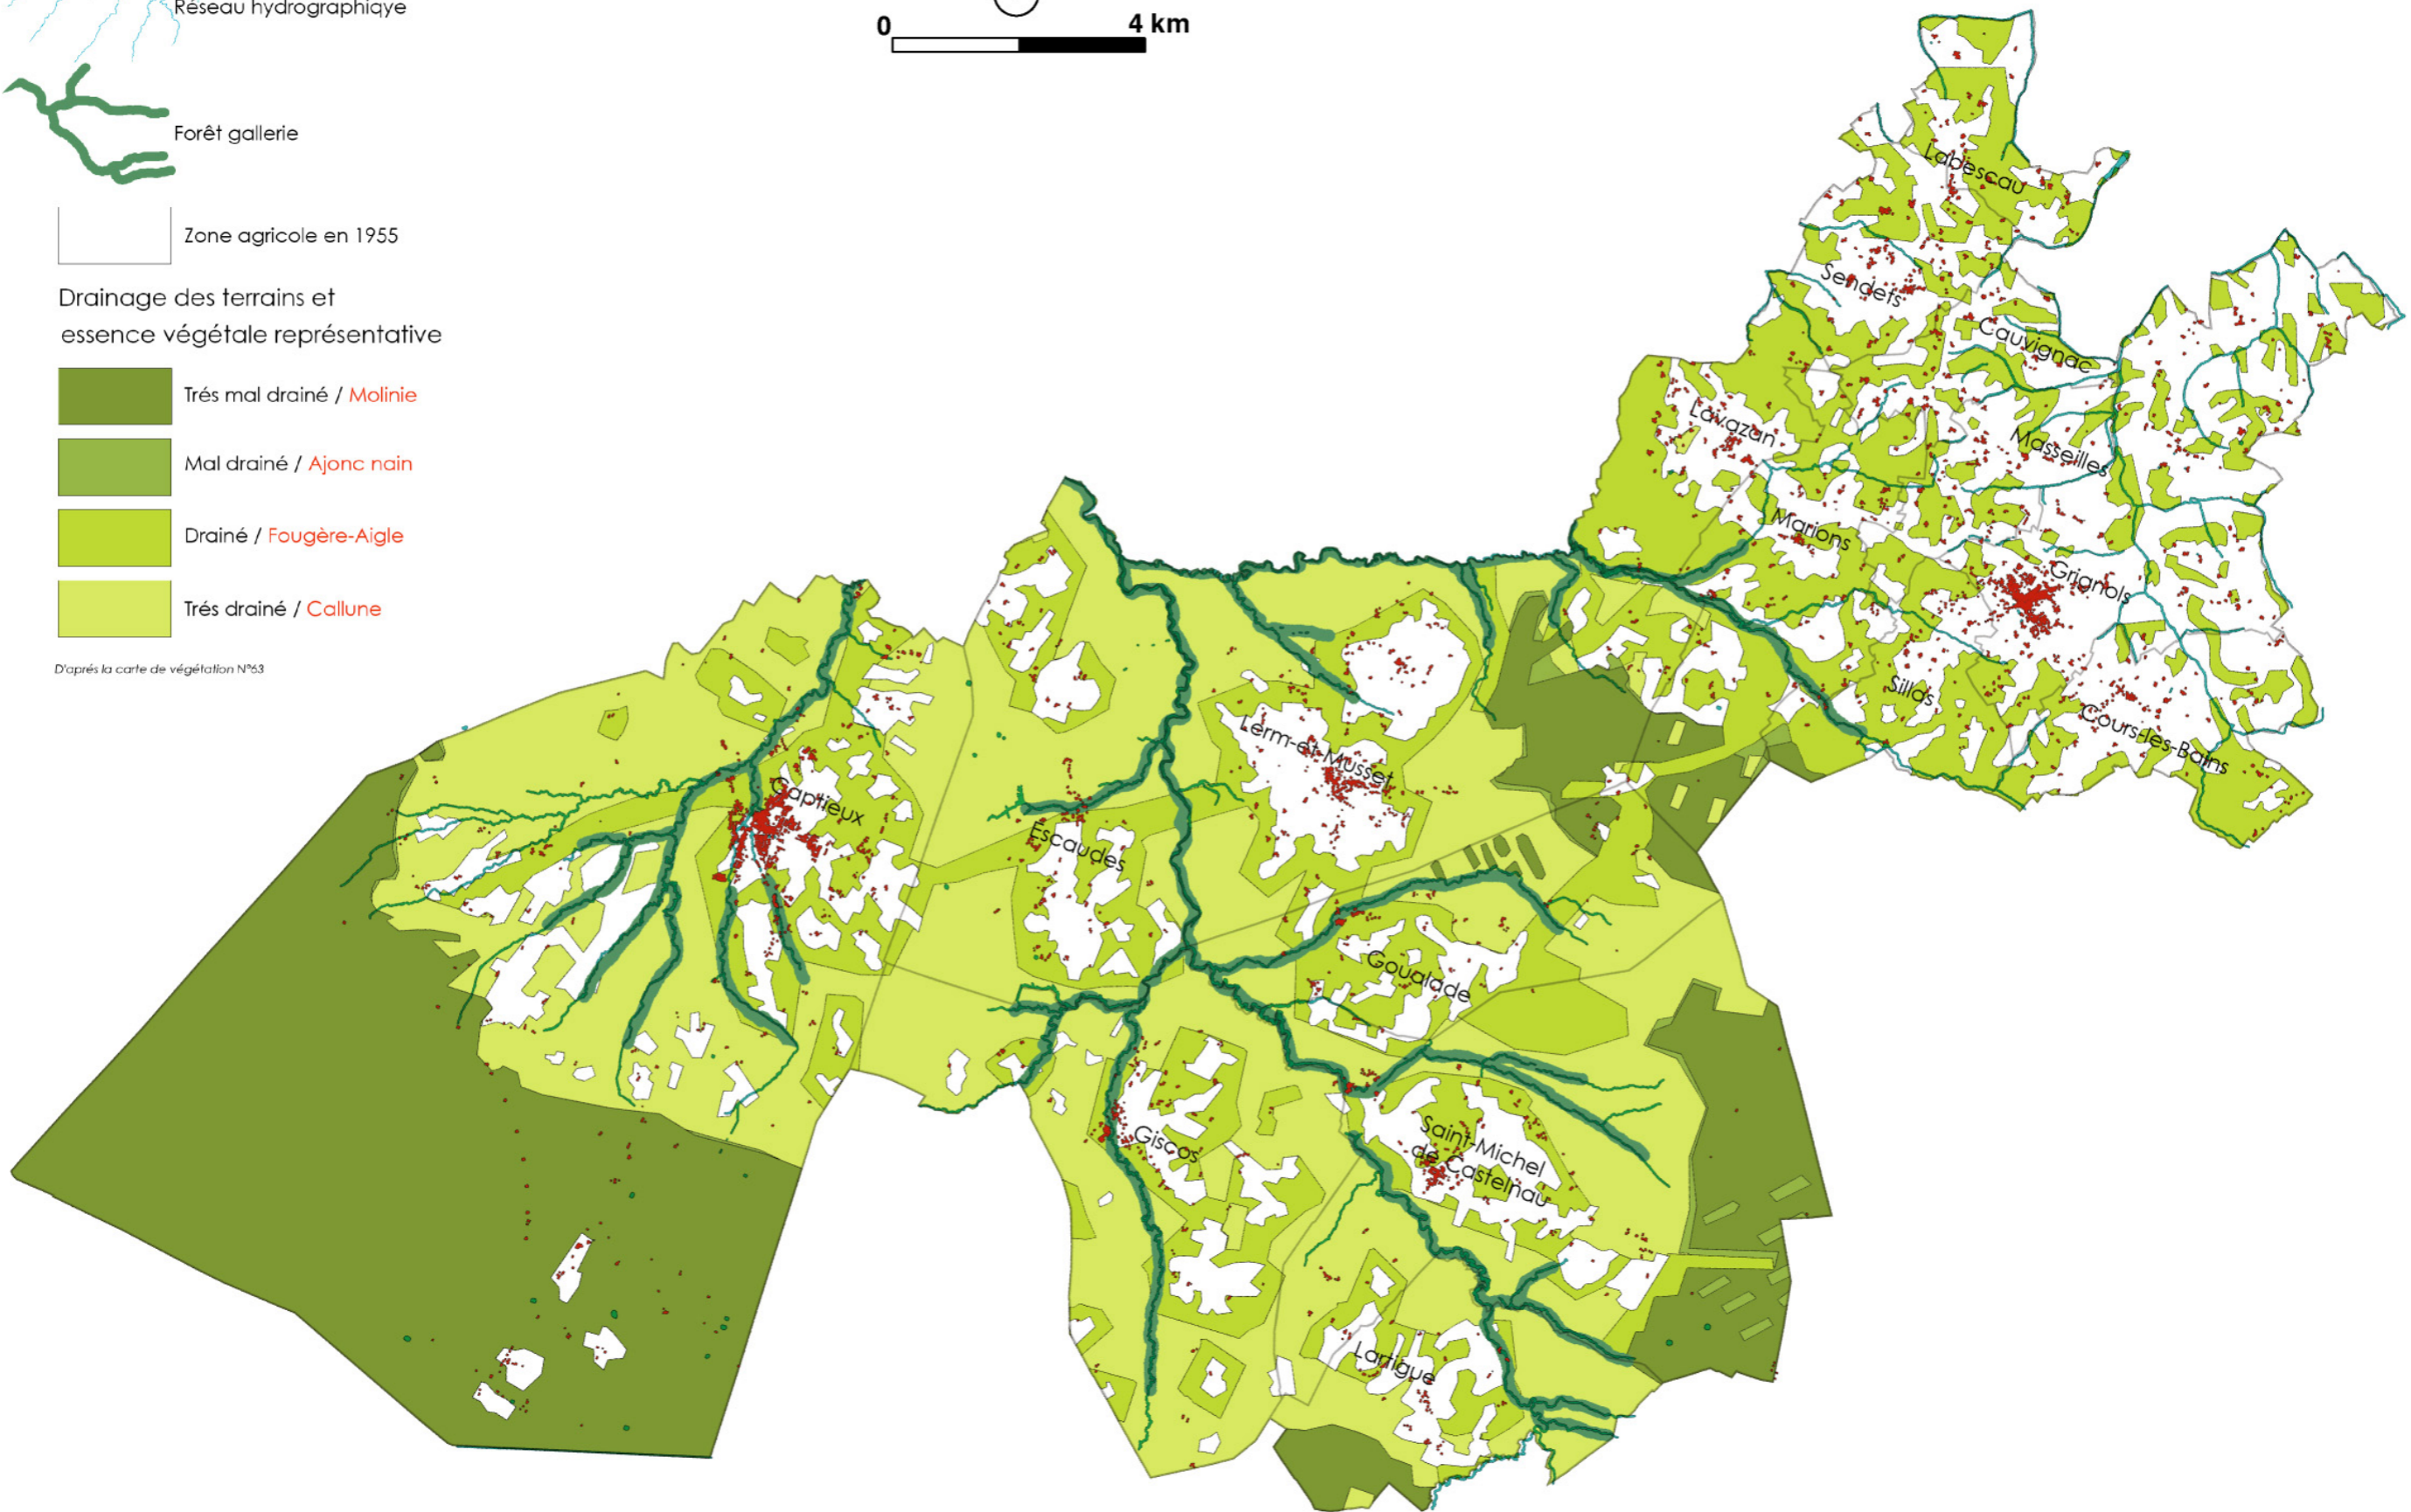 Réseau hydrographiqye
0 4 km
Forêt gallerie
Zone agricole en 1955
Drainage des terrains et
essence végétale représentative
Trés mal drainé / Molinie
Mal drainé / Ajonc nain
Drainé / Fougère-Aigle
Trés drainé / Callune
D'aprés la carte de végétation N°63
Labescau
Sendets
Cauvignac
Lavazan
Masseilles
Marions
Grignols
Sillas
Cours-les-Bains
Lerm-et-Musset
Captieux
Escaudes
Goualade
Giscos
Saint-Michel
de Castelnau
Lartigue